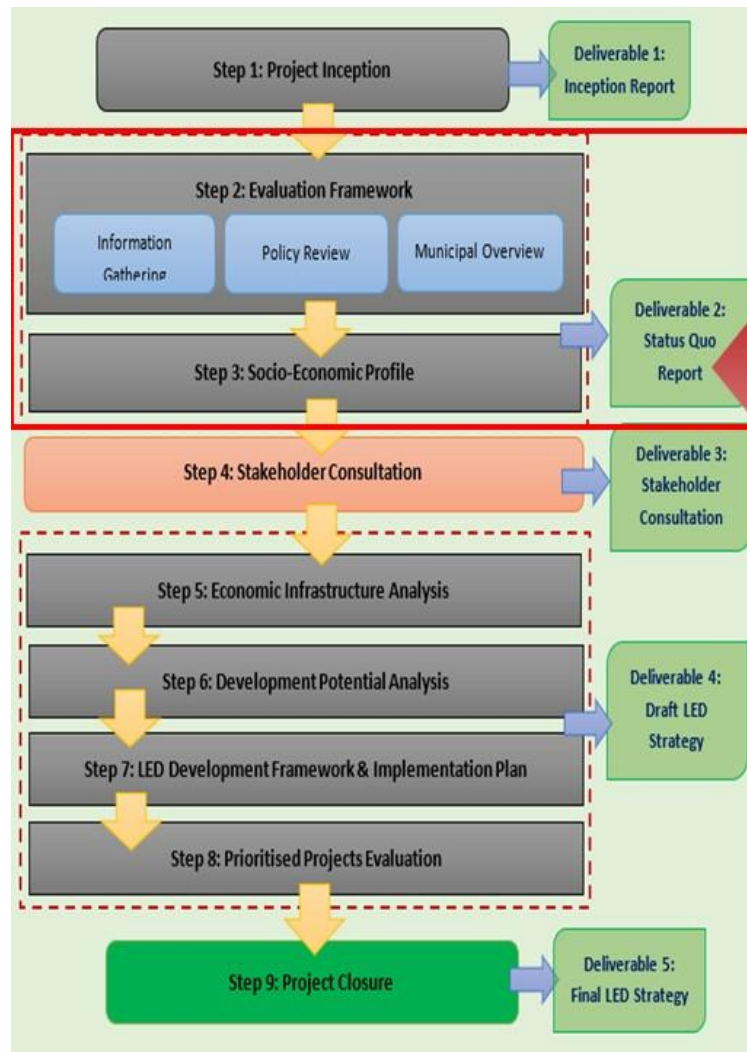 Step 1: Project Inception
Deliverable 1:
Inception Report
Step 2: Evaluation Framework
Information
Gathering
Policy Review
Municipal Overview
Step 3: Socio-Economic Profile
Deliverable 2:
Status Quo
Report
Step 4: Stakeholder Consultation
Deliverable 3:
Stakeholder
Consultation
Step 5: Economic Infrastructure Analysis
Step 6: Development Potential Analysis
Step 7: LED Development Framework & Implementation Plan
Step 8: Prioritised Projects Evaluation
Deliverable 4:
Draft LED
Strategy
Step 9: Project Closure
Deliverable 5:
Final LED Strategy